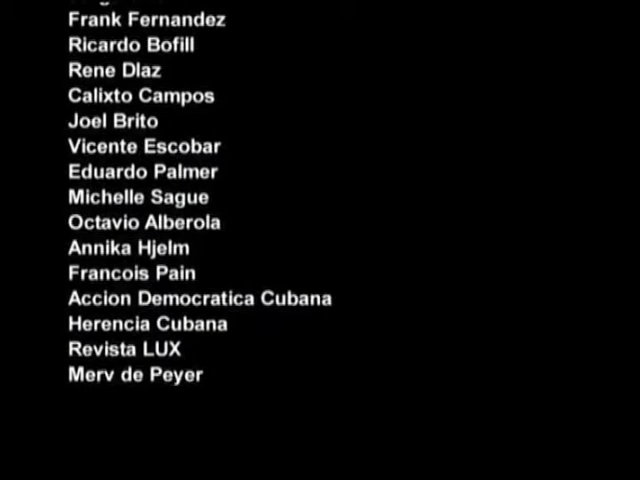 Frank Fernandez
Ricardo Bofill
Rene DIaz
Calixto Campos
Joel Brito
Vicente Escobar
Eduardo Palmer
Michelle Sague
Octavio Alberola
Annika Hjelm
Francois Pain
Accion Democratica Cubana
Herencia Cubana
Revista LUX
Merv de Peyer